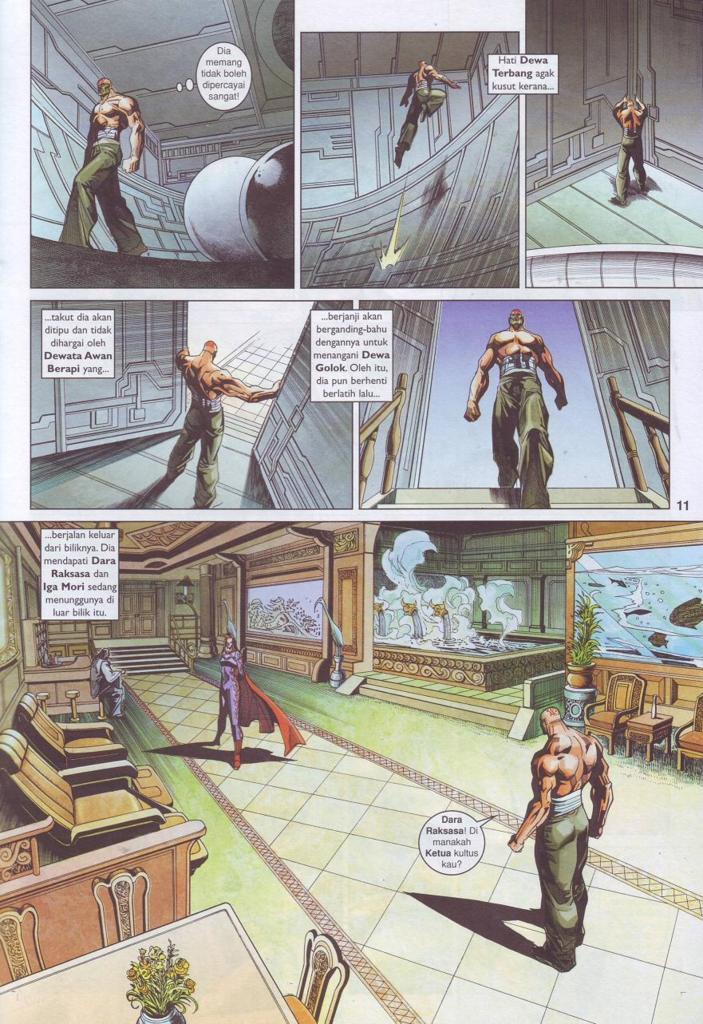 Dia
memang
tidak boleh
dipercayai
sangat!
Hati Dewa
Terbang agak
kusut kerana...
...takut dia akan
ditipu dan tidak
dihargai oleh
Dewata Awan
Berapi yang...
...berjanji akan
berganding-bahu
dengannya untuk
menangani Dewa
Golok. Oleh itu,
dia pun berhenti
berlatih lalu...
11
...berjalan keluar
dari biliknya. Dia
mendapati Dara
Raksasa dan
Iga Mori sedang
menunggunya di
luar bilik itu.
Dara
Raksasa! Di
manakah
Ketua kultus
kau?